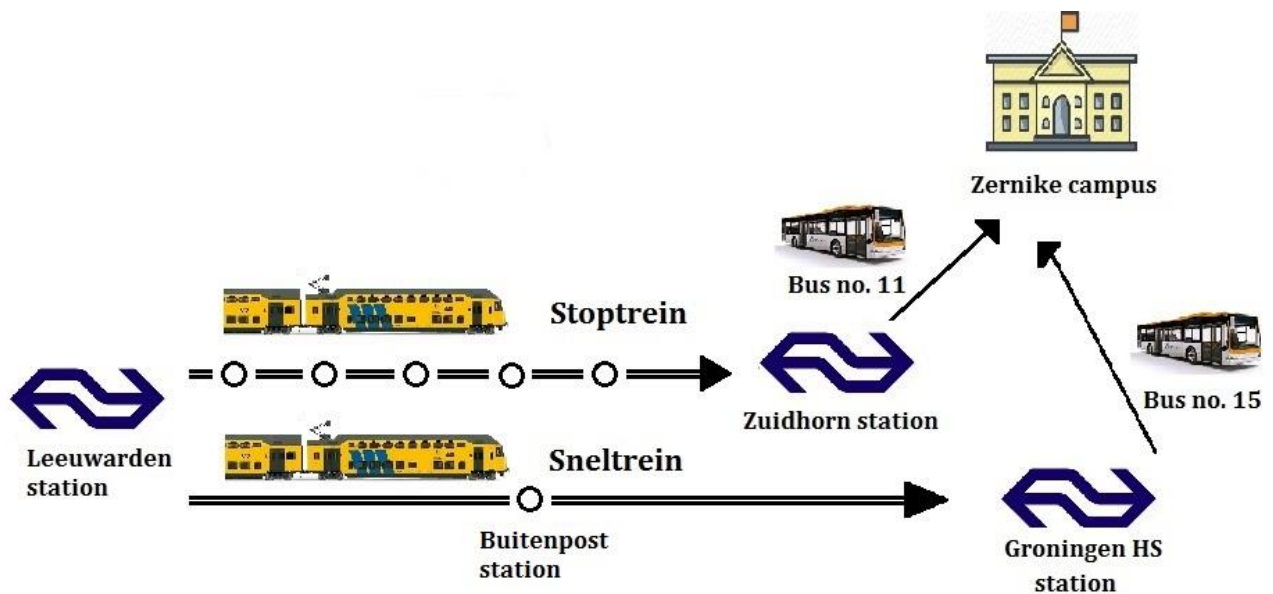 Zernike campus
Bus no. 11
Stoptrein
Bus no. 15
Zuidhorn station
Leeuwarden
station
Sneltrein
Buitenpost
station
Groningen HS
station